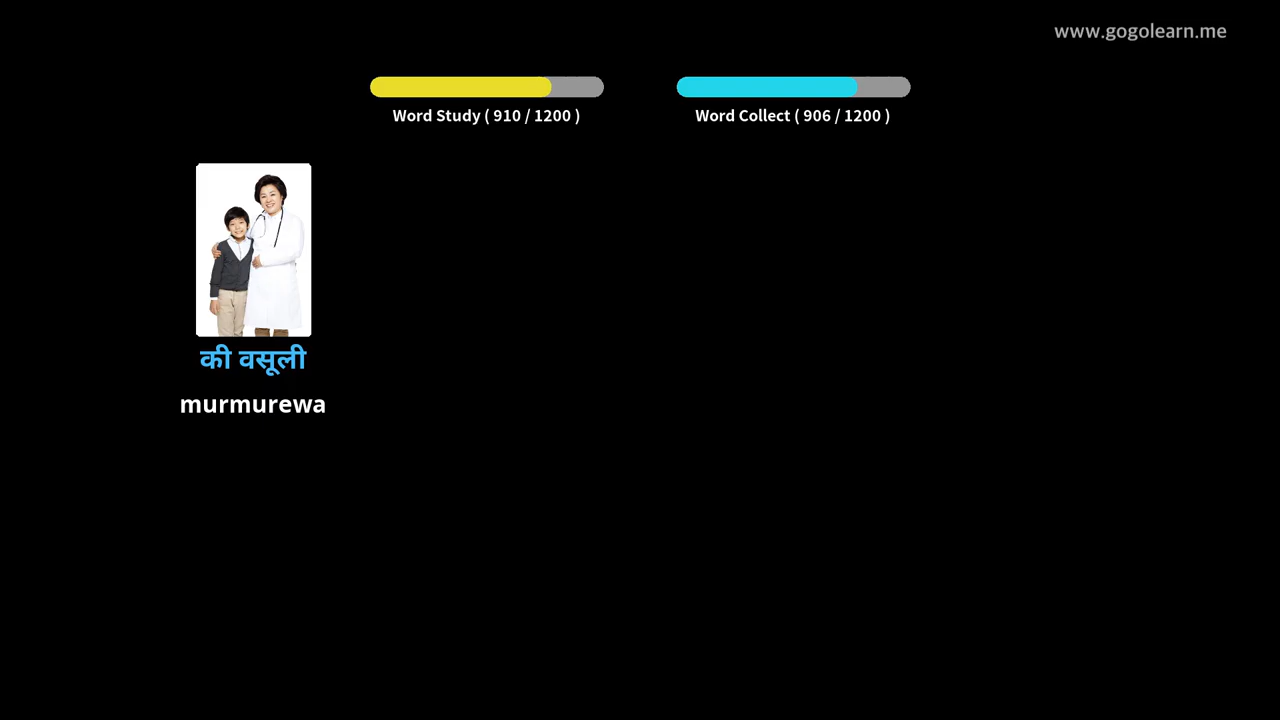 www.gogolearn.me
Word Study ( 910 / 1200 )
Word Collect ( 906 / 1200 )
की वसूली
murmurewa